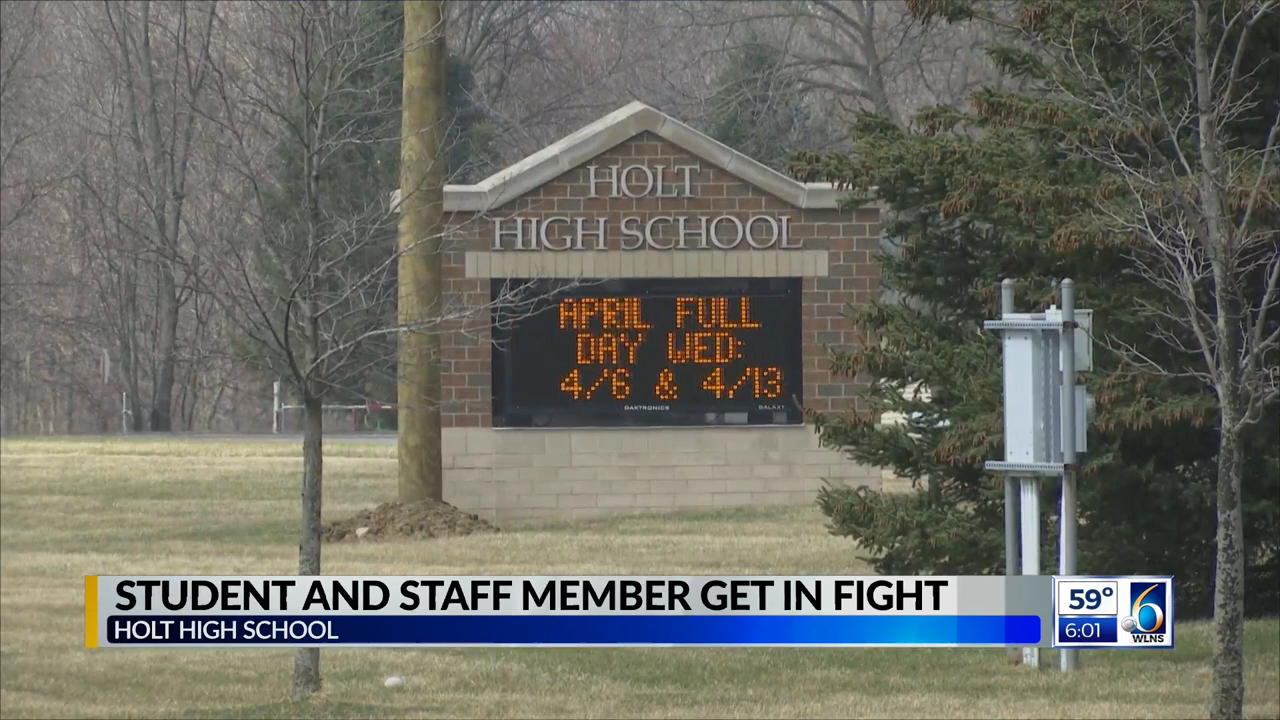 HOLT
HIGH SCHOOL
APRIL FULL
DAY WED:
4/6 & 4/13
DAKTRONICS GALAXY
STUDENT AND STAFF MEMBER GET IN FIGHT
HOLT HIGH SCHOOL
59°
6:01
6
WLNS